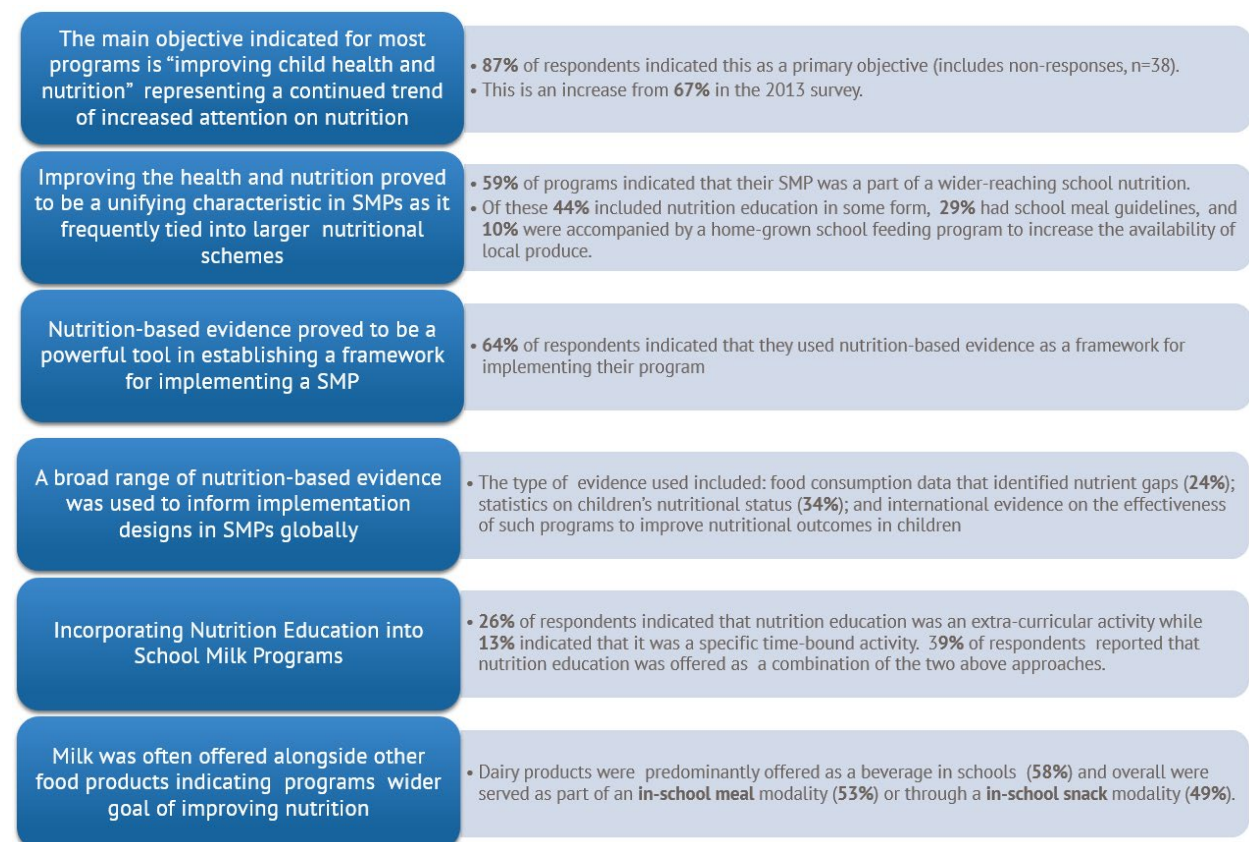 The main objective indicated for most
programs is “improving child health and
nutrition” representing a continued trend
of increased attention on nutrition
• 87% of respondents indicated this as a primary objective (includes non-responses, n=38).
• This is an increase from 67% in the 2013 survey.
Improving the health and nutrition proved
to be a unifying characteristic in SMPs as it
frequently tied into larger nutritional
schemes
• 59% of programs indicated that their SMP was a part of a wider-reaching school nutrition.
• Of these 44% included nutrition education in some form, 29% had school meal guidelines, and
10% were accompanied by a home-grown school feeding program to increase the availability of
local produce.
Nutrition-based evidence proved to be a
powerful tool in establishing a framework
for implementing a SMP
• 64% of respondents indicated that they used nutrition-based evidence as a framework for
implementing their program
A broad range of nutrition-based evidence
was used to inform implementation
designs in SMPs globally
• The type of evidence used included: food consumption data that identified nutrient gaps (24%);
statistics on children’s nutritional status (34%); and international evidence on the effectiveness
of such programs to improve nutritional outcomes in children
Incorporating Nutrition Education into
School Milk Programs
• 26% of respondents indicated that nutrition education was an extra-curricular activity while
13% indicated that it was a specific time-bound activity. 39% of respondents reported that
nutrition education was offered as a combination of the two above approaches.
Milk was often offered alongside other
food products indicating programs wider
goal of improving nutrition
• Dairy products were predominantly offered as a beverage in schools (58%) and overall were
served as part of an in-school meal modality (53%) or through a in-school snack modality (49%).